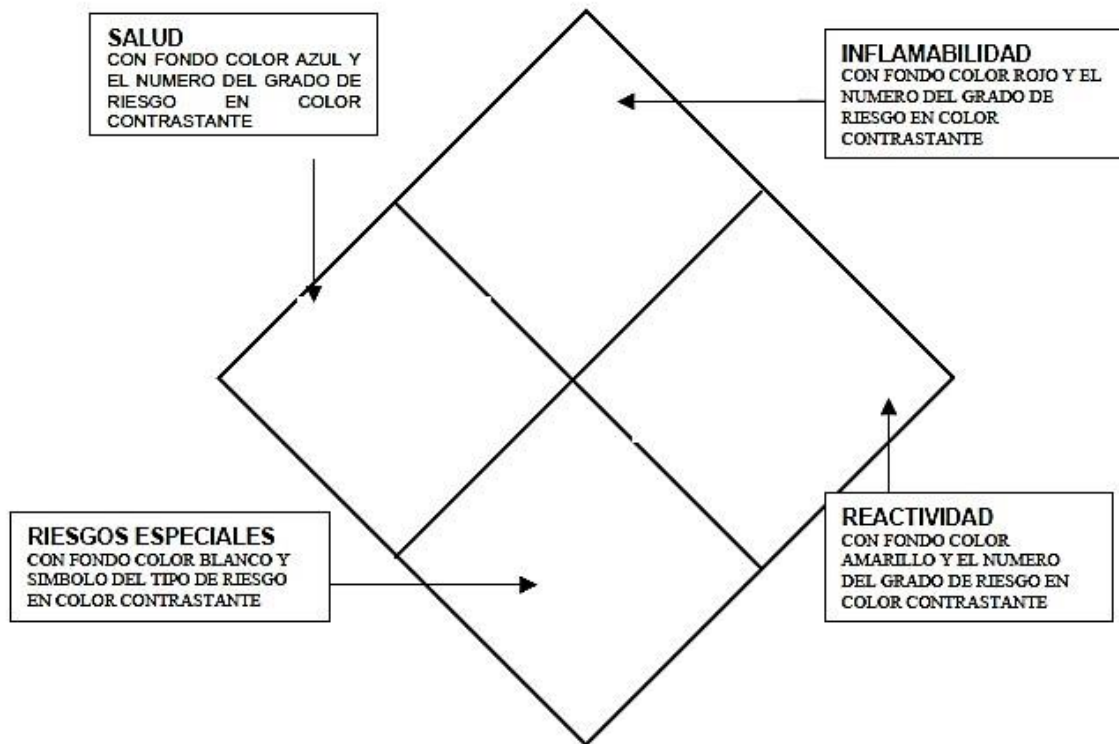 SALUD
CON FONDO COLOR AZUL Y
EL NUMERO DEL GRADO DE
RIESGO EN COLOR
CONTRASTANTE
INFLAMABILIDAD
CON FONDO COLOR ROJO Y EL
NUMERO DEL GRADO DE
RIESGO EN COLOR
CONTRASTANTE
RIESGOS ESPECIALES
CON FONDO COLOR BLANCO Y
SIMBOLO DEL TIPO DE RIESGO
EN COLOR CONTRASTANTE
REACTIVIDAD
CON FONDO COLOR
AMARILLO Y EL NUMERO
DEL GRADO DE RIESGO EN
COLOR CONTRASTANTE